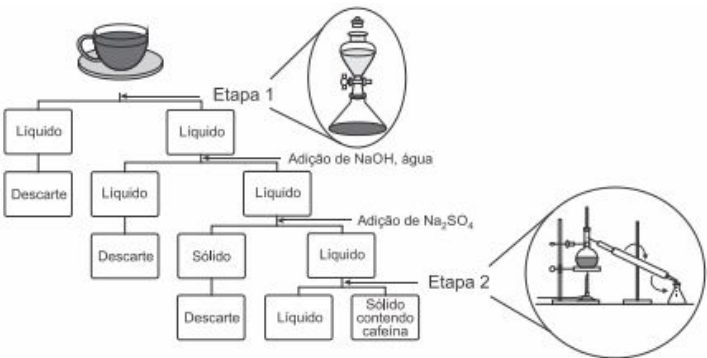 Etapa 1
Líquido
Líquido
Adição de NaOH, água
Descarte
Líquido
Líquido
Adição de Na₂SO₄
Descarte
Sólido
Líquido
Etapa 2
Descarte
Líquido
Sólido
contendo
cafeína